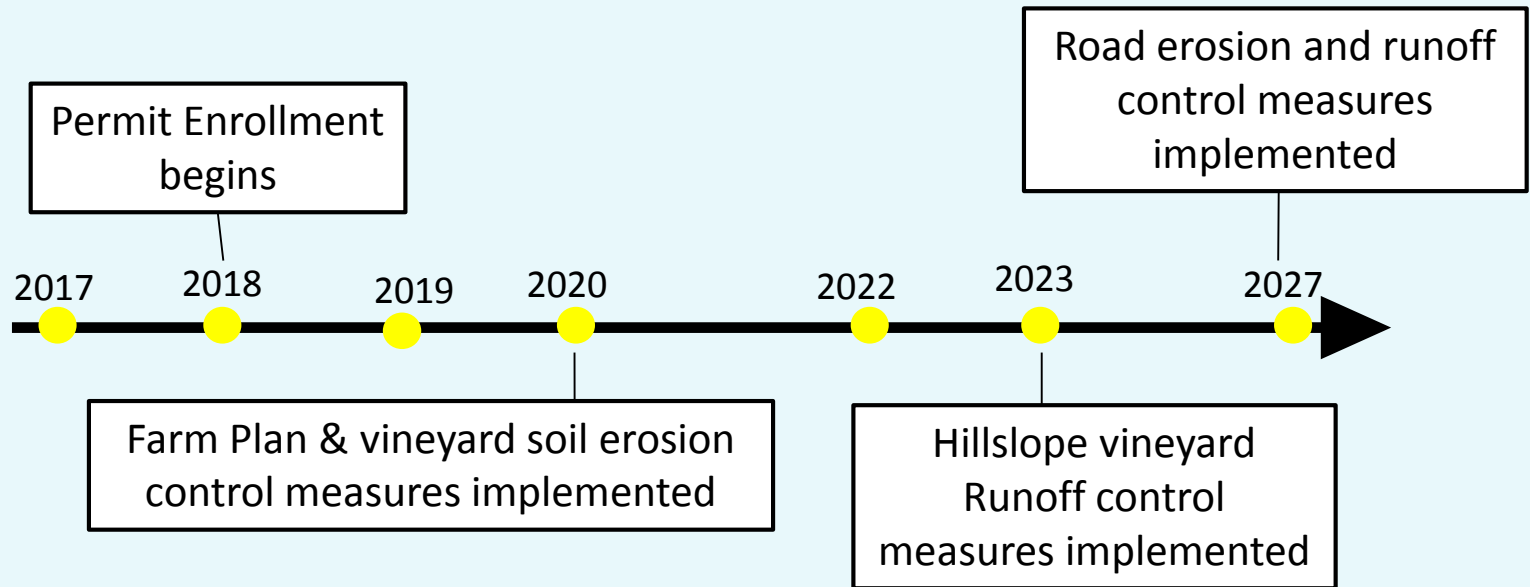 Road erosion and runoff
control measures
implemented
Permit Enrollment
begins
2017
2018
2019
2020
2022
2023
2027
Farm Plan & vineyard soil erosion
control measures implemented
Hillslope vineyard
Runoff control
measures implemented